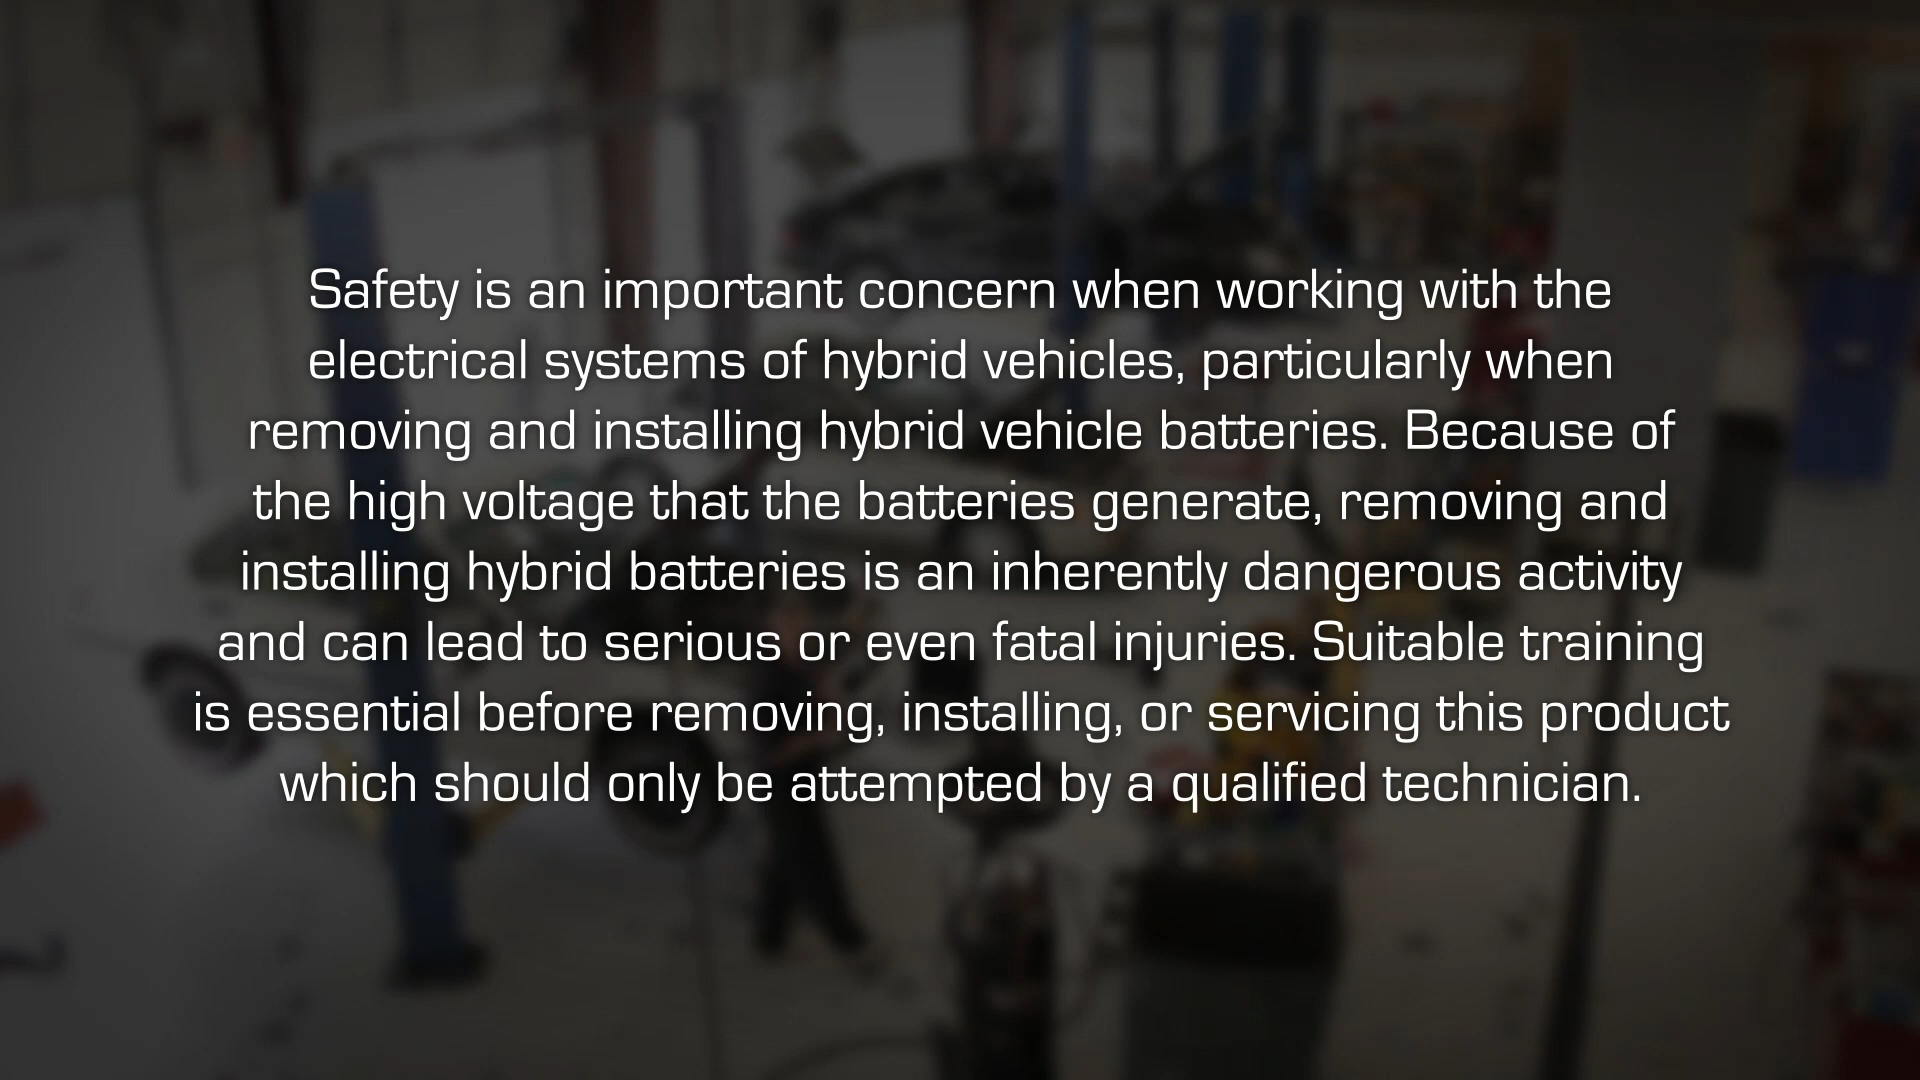 Safety is an important concern when working with the
electrical systems of hybrid vehicles, particularly when
removing and installing hybrid vehicle batteries. Because of
the high voltage that the batteries generate, removing and
installing hybrid batteries is an inherently dangerous activity
and can lead to serious or even fatal injuries. Suitable training
is essential before removing, installing, or servicing this product
which should only be attempted by a qualified technician.